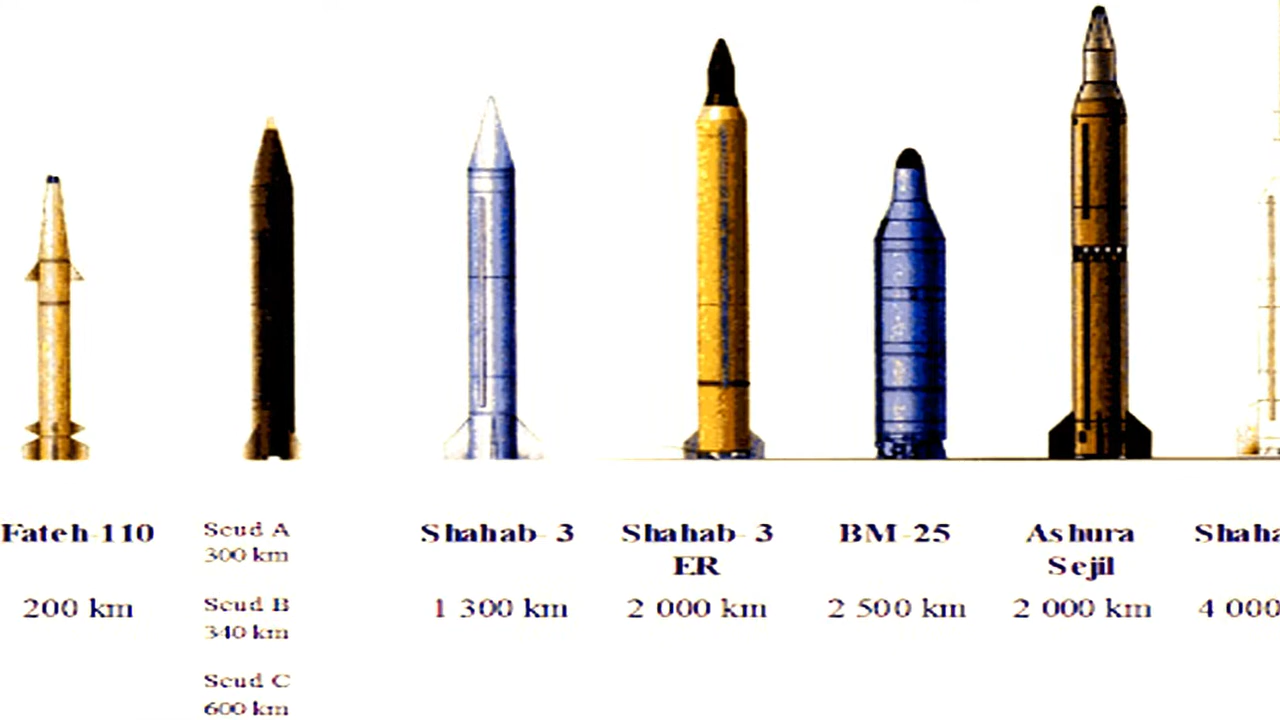 Fateh-110
200 km
Scud A
300 km
Scud B
340 km
Scud C
600 km
Shahab- 3
1 300 km
Shahab- 3
ER
2 000 km
BM-25
2 500 km
Ashura
Sejil
2 000 km
Shaha
4 000